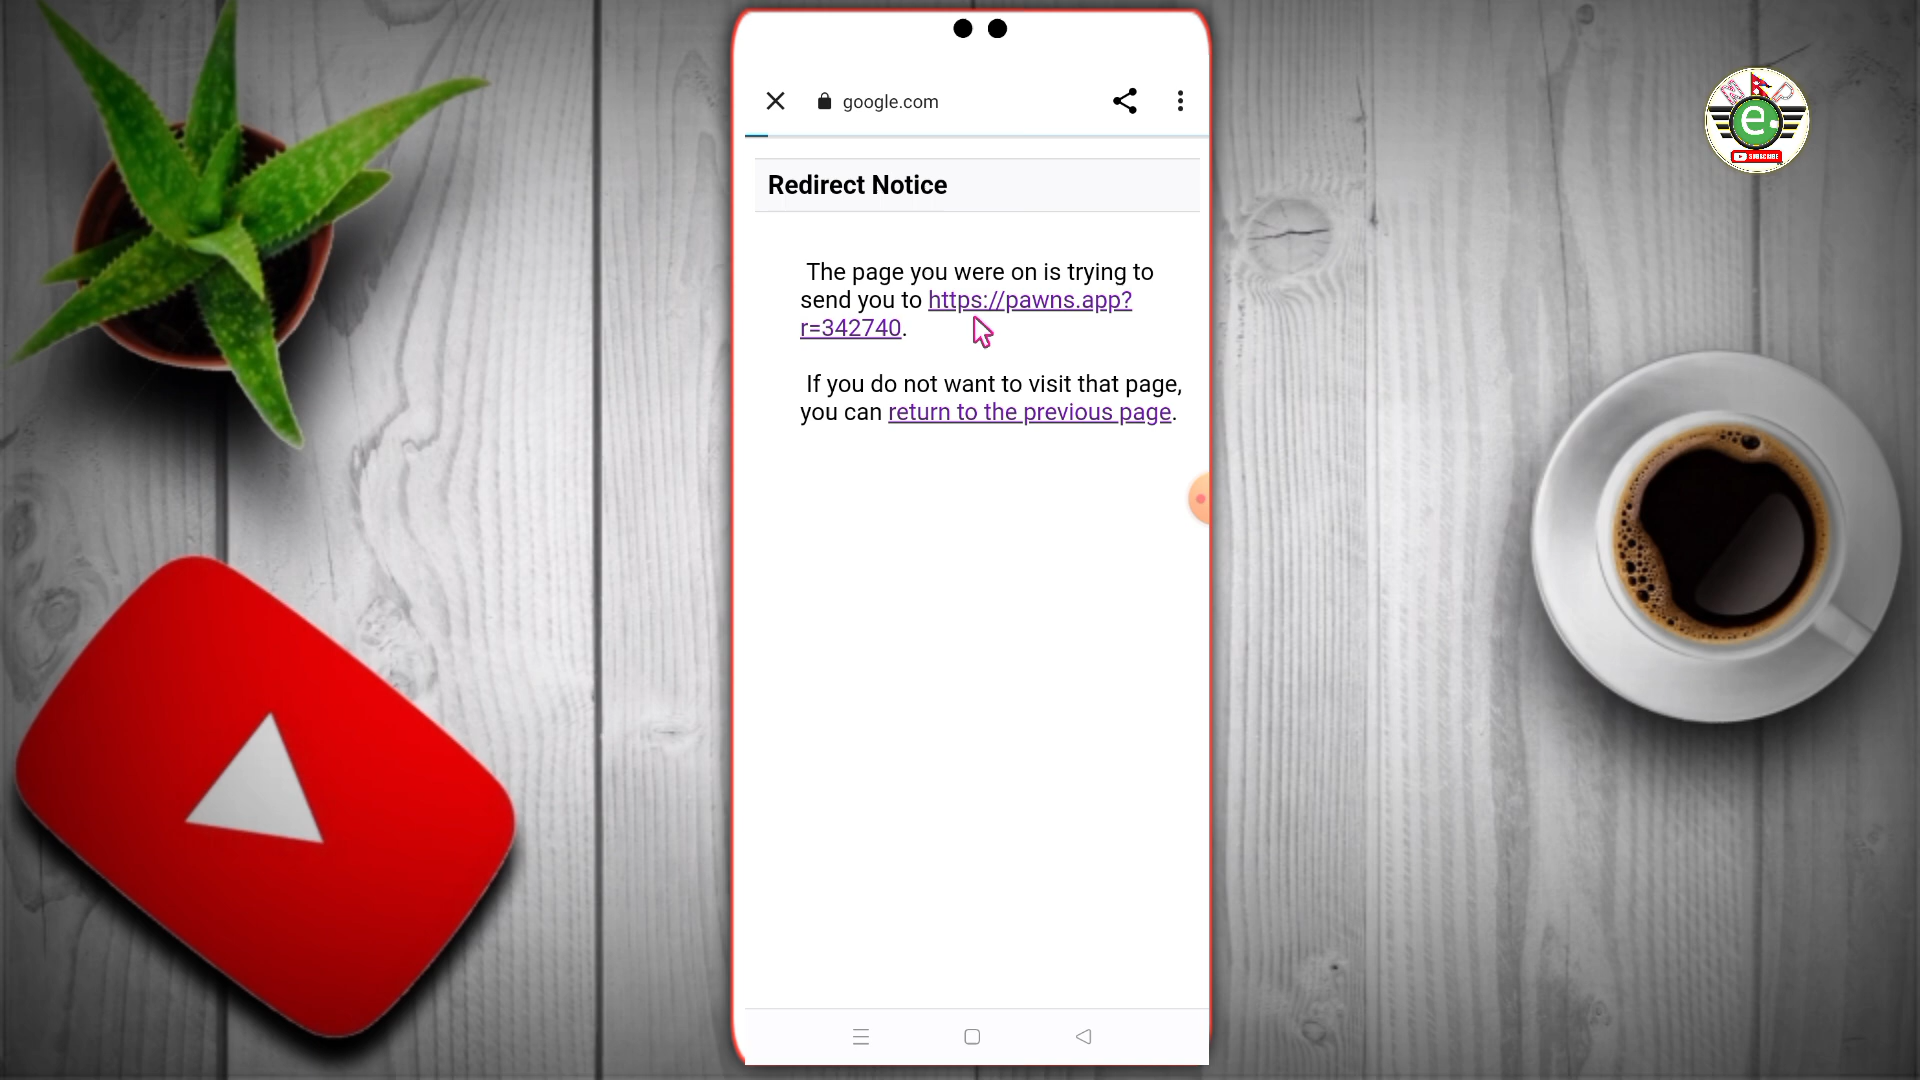 google.com
N P
e.
SUBSCRIBE
Redirect Notice
The page you were on is trying to
send you to https://pawns.app?
r=342740.
If you do not want to visit that page,
you can return to the previous page.